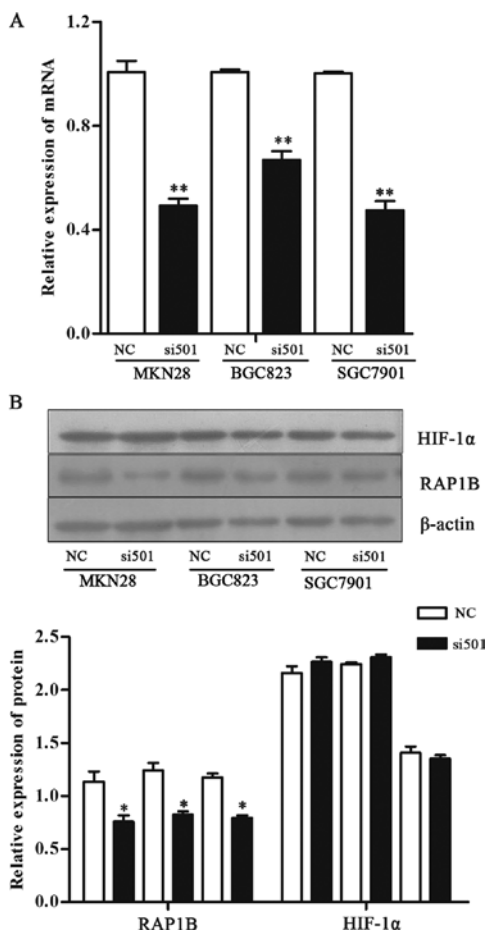 A
Relative expression of mRNA
1.2
0.8
0.4
0.0
** ** **
NC si501 NC si501 NC si501
MKN28 BGC823 SGC7901
B
HIF-1α
RAP1B
β-actin
NC si501 NC si501 NC si501
MKN28 BGC823 SGC7901
NC
si501
Relative expression of protein
2.5
2.0
1.5
1.0
0.5
0.0
* * *
RAP1B HIF-1α